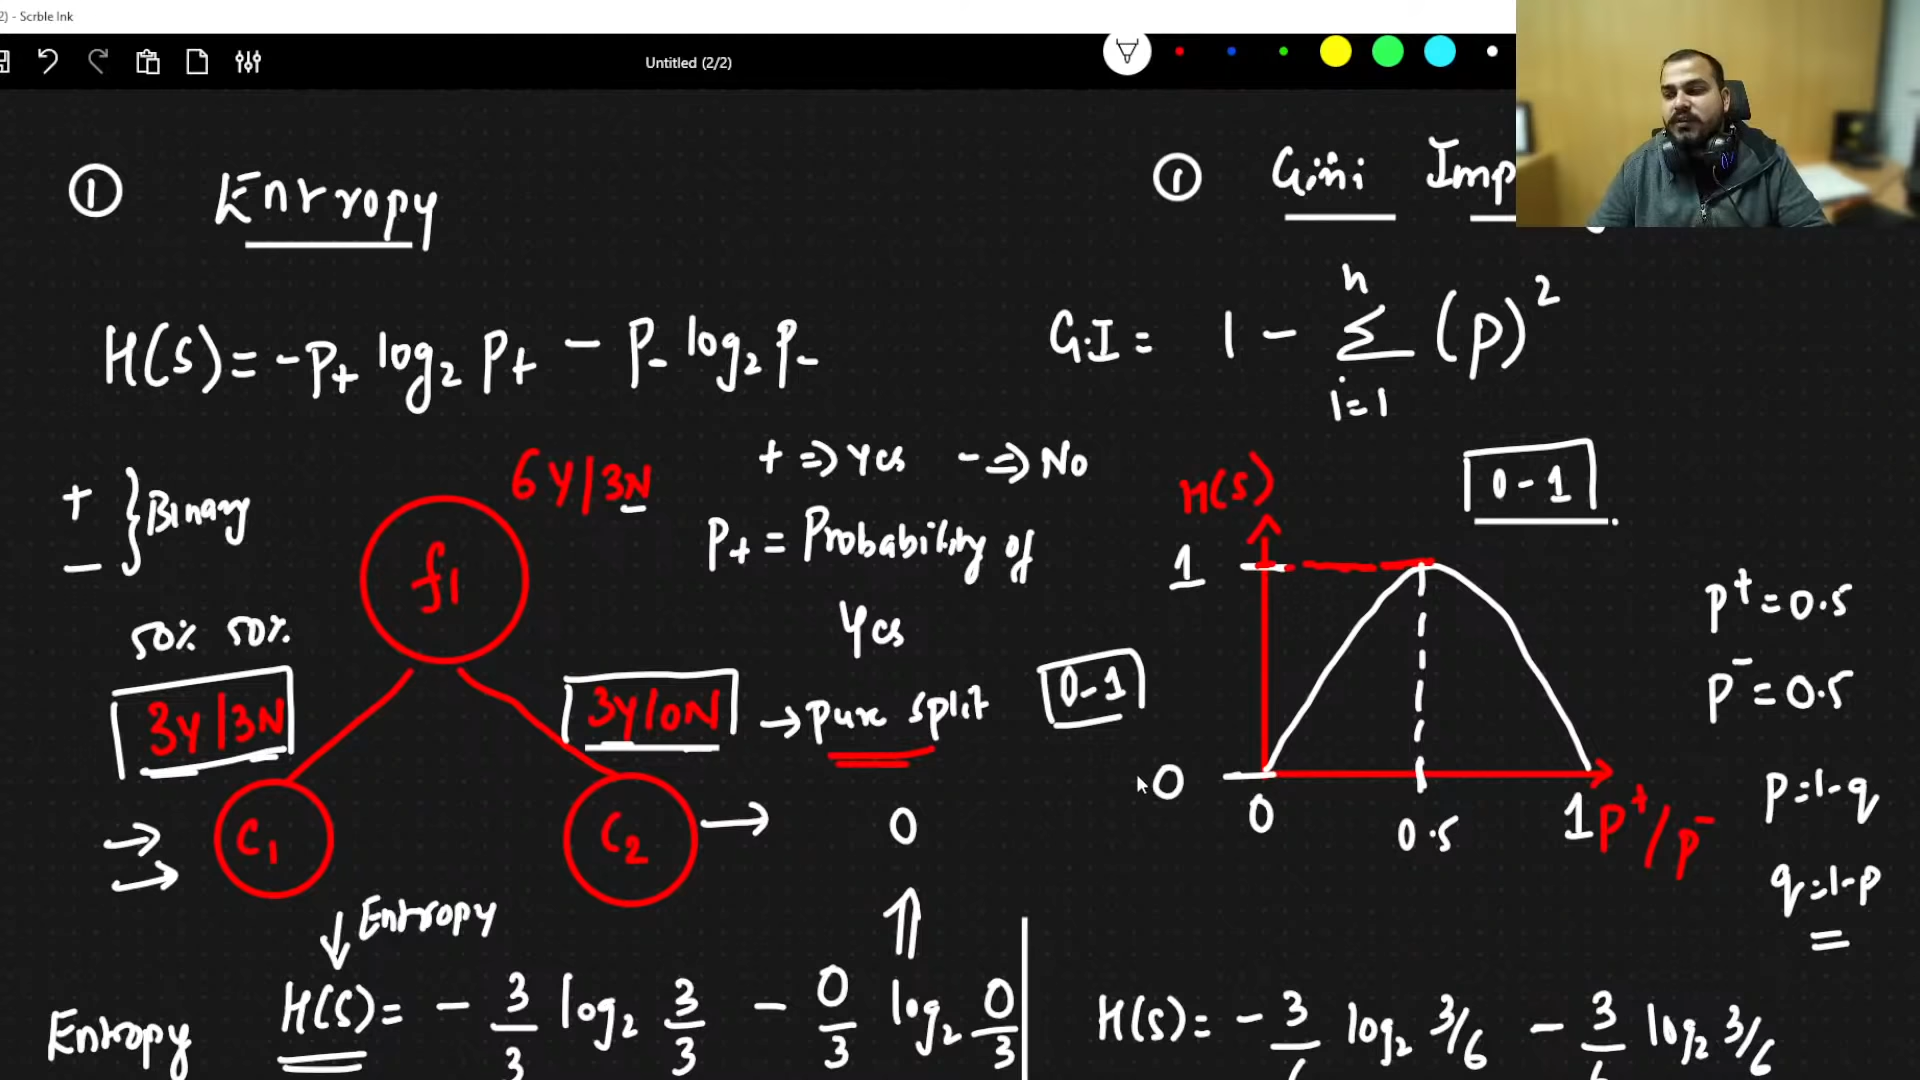 2) - Scrble Ink
Untitled (2/2)
① Entropy
H(S) = -P+ log2 P+ - P- log2 P-
+ } Binary
-
50% 50%
6Y/3N
f1
3Y/3N
3Y/0N → pure split
C1
C2 → 0
+ ⇒ Yes - ⇒ No
P+ = Probability of
Yes
↓ Entropy
Entropy
H(S) = - 3/3 log2 3/3 - 0/3 log2 0/3
① Gini Imp
G.I = 1 - Σ (p)2
n
i=1
H(S)
0-1
1
0-1
0
0
0.5
1
P+/P-
P+ = 0.5
P- = 0.5
p=1-q
q=1-p
H(S) = - 3/6 log2 3/6 - 3/6 log2 3/6